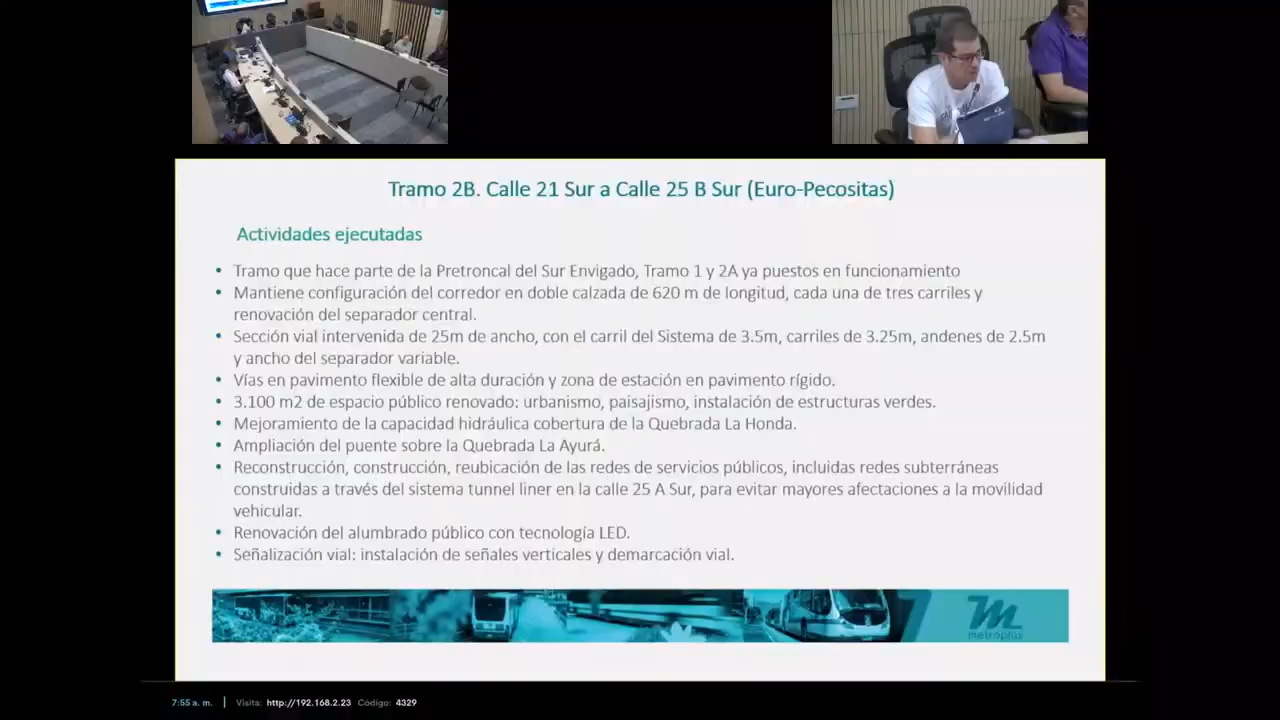 Tramo 2B. Calle 21 Sur a Calle 25 B Sur (Euro-Pecositas)
Actividades ejecutadas
• Tramo que hace parte de la Pretroncal del Sur Envigado, Tramo 1 y 2A ya puestos en funcionamiento
• Mantiene configuración del corredor en doble calzada de 620 m de longitud, cada una de tres carriles y
renovación del separador central.
• Sección vial intervenida de 25m de ancho, con el carril del Sistema de 3.5m, carriles de 3.25m, andenes de 2.5m
y ancho del separador variable.
• Vías en pavimento flexible de alta duración y zona de estación en pavimento rígido.
• 3.100 m2 de espacio público renovado: urbanismo, paisajismo, instalación de estructuras verdes.
• Mejoramiento de la capacidad hidráulica cobertura de la Quebrada La Honda.
• Ampliación del puente sobre la Quebrada La Ayurá.
• Reconstrucción, construcción, reubicación de las redes de servicios públicos, incluidas redes subterráneas
construidas a través del sistema tunnel liner en la calle 25 A Sur, para evitar mayores afectaciones a la movilidad
vehicular.
• Renovación del alumbrado público con tecnología LED.
• Señalización vial: instalación de señales verticales y demarcación vial.
metroplús
7:55 a. m. | Visita: http://192.168.2.23 Código: 4329